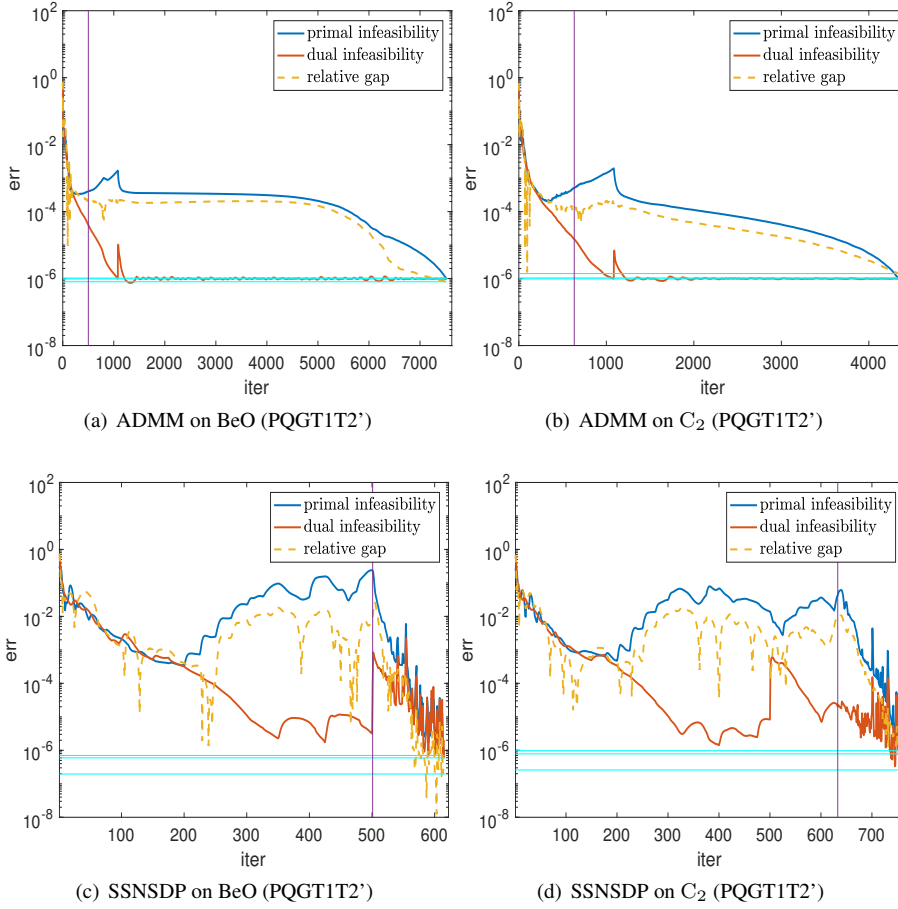 10^2
10^0
10^-2
10^-4
10^-6
10^-8
err
primal infeasibility
dual infeasibility
relative gap
0 1000 2000 3000 4000 5000 6000 7000
iter
(a) ADMM on BeO (PQGT1T2')
10^2
10^0
10^-2
10^-4
10^-6
10^-8
err
primal infeasibility
dual infeasibility
relative gap
0 1000 2000 3000 4000
iter
(b) ADMM on C₂ (PQGT1T2')
10^2
10^0
10^-2
10^-4
10^-6
10^-8
err
primal infeasibility
dual infeasibility
relative gap
100 200 300 400 500 600
iter
(c) SSNSDP on BeO (PQGT1T2')
10^2
10^0
10^-2
10^-4
10^-6
10^-8
err
primal infeasibility
dual infeasibility
relative gap
100 200 300 400 500 600 700
iter
(d) SSNSDP on C₂ (PQGT1T2')